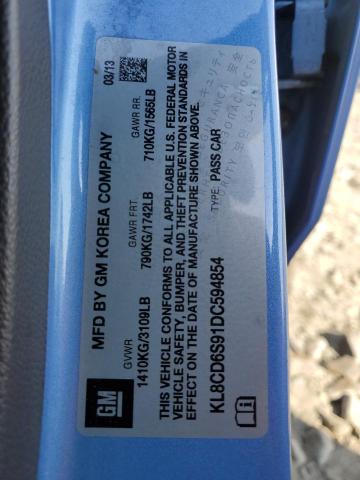 MFD BY GM KOREA COMPANY 03/13
GVWR GAWR FRT. GAWR RR.
1410KG/3109LB 790KG/1742LB 710KG/1565LB
THIS VEHICLE CONFORMS TO ALL APPLICABLE U.S. FEDERAL MOTOR
VEHICLE SAFETY, BUMPER, AND THEFT PREVENTION STANDARDS IN
EFFECT ON THE DATE OF MANUFACTURE SHOWN ABOVE.
KL8CD6S91DC594854 TYPE: PASS CAR
GM